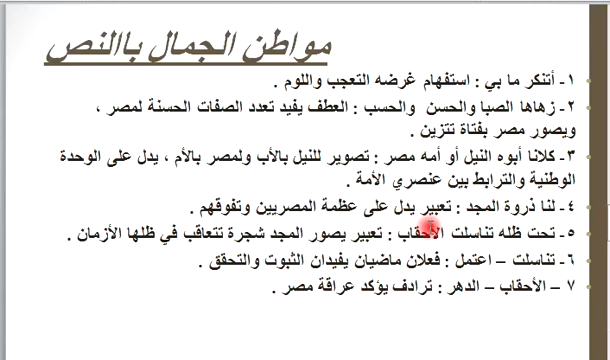 مواطن الجمال باالنص
١- أتنكر ما بي : استفهام غرضه التعجب واللوم .
٢- زهاها الصبا والحسن والحسب : العطف يفيد تعدد الصفات الحسنة لمصر ،
ويصور مصر بفتاة تتزين .
٣- كلانا أبوه النيل أو أمه مصر : تصوير للنيل بالأب ولمصر بالأم ، يدل على الوحدة
الوطنية والترابط بين عنصري الأمة .
٤- لنا ذروة المجد : تعبير يدل على عظمة المصريين وتفوقهم .
٥- تحت ظله تناسلت الأحقاب : تعبير يصور المجد شجرة تتعاقب في ظلها الأزمان .
٦- تناسلت – اعتمل : فعلان ماضيان يفيدان الثبوت والتحقق .
٧ – الأحقاب – الدهر : ترادف يؤكد عراقة مصر .